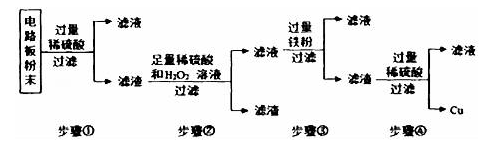 电路板粉末
过量
稀硫酸
过滤
滤液
滤渣
足量稀硫酸
和H₂O₂ 溶液
过滤
滤液
滤渣
过量
铁粉
过滤
滤液
滤渣
过量
稀硫酸
过滤
滤液
Cu
步骤① 步骤② 步骤③ 步骤④